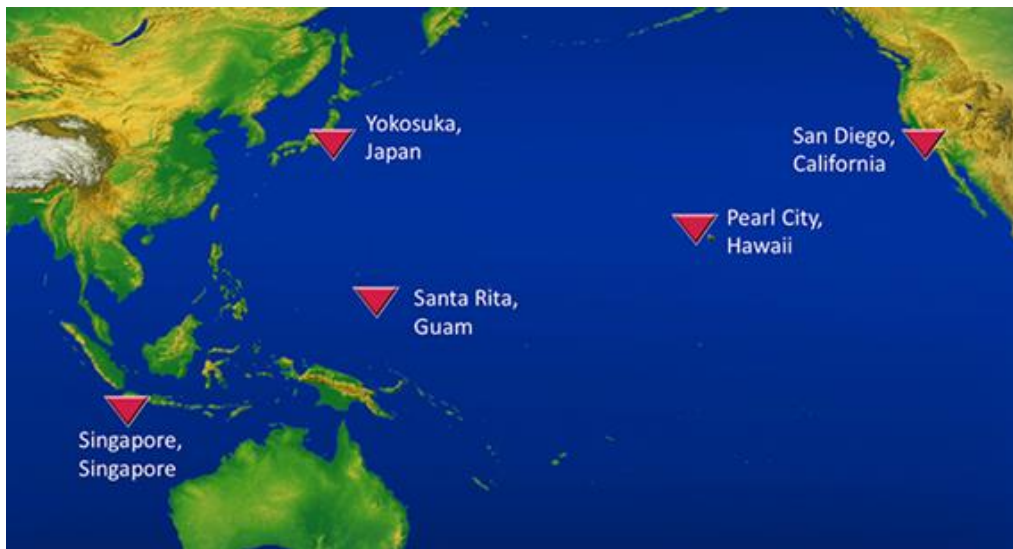 Yokosuka,
Japan
San Diego,
California
Pearl City,
Hawaii
Santa Rita,
Guam
Singapore,
Singapore